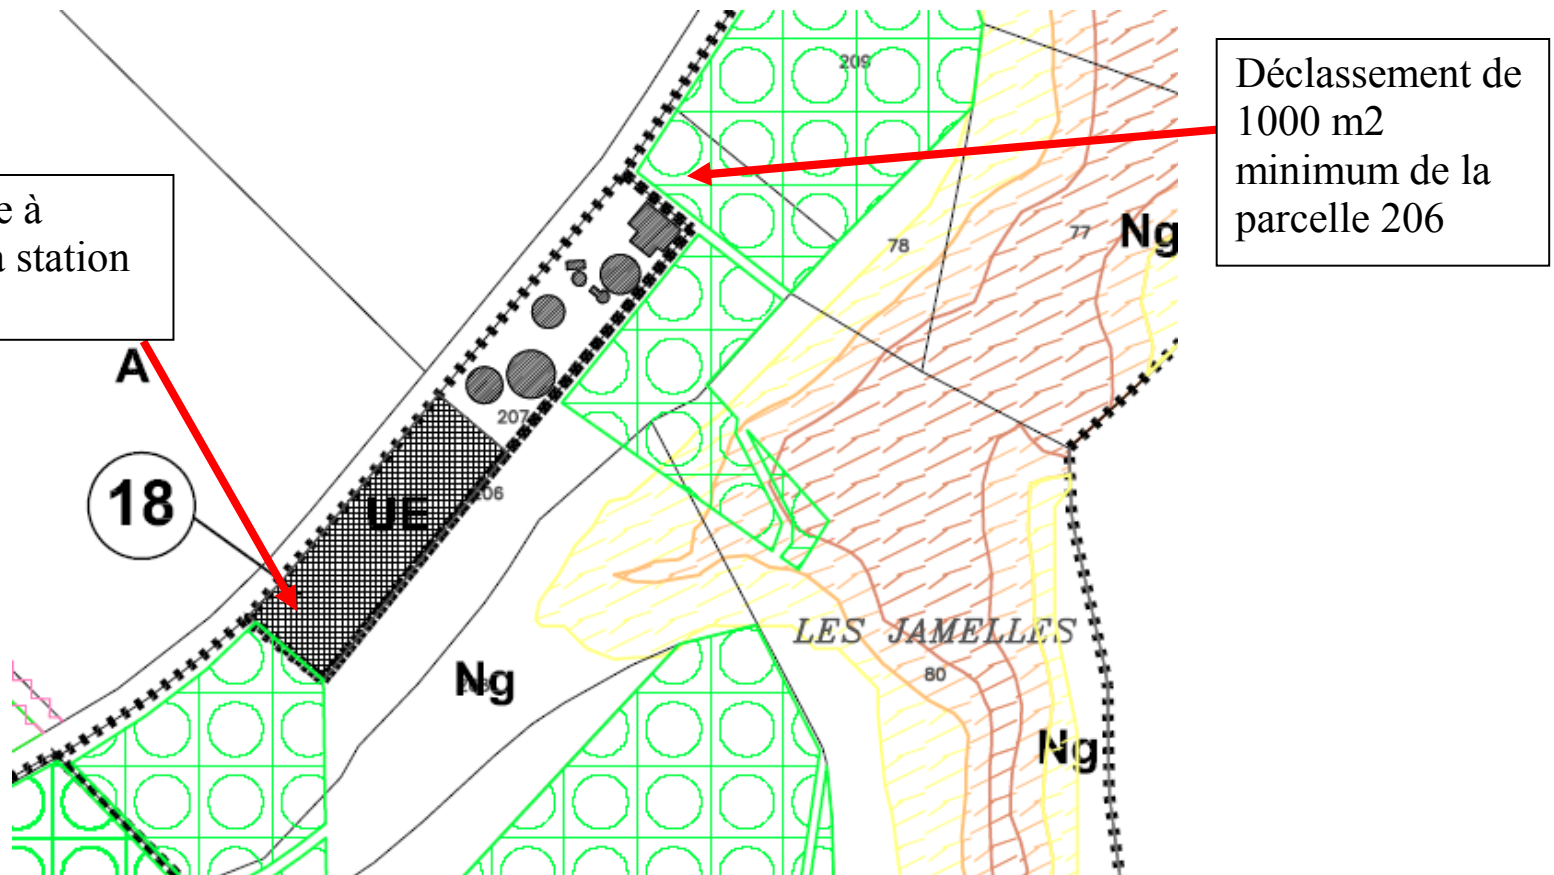 Déclassement de
1000 m2
minimum de la
parcelle 206
e à
station
209
78
77
Ng
A
207
18
UE
206
LES JAMELLES
80
Ng
Ng